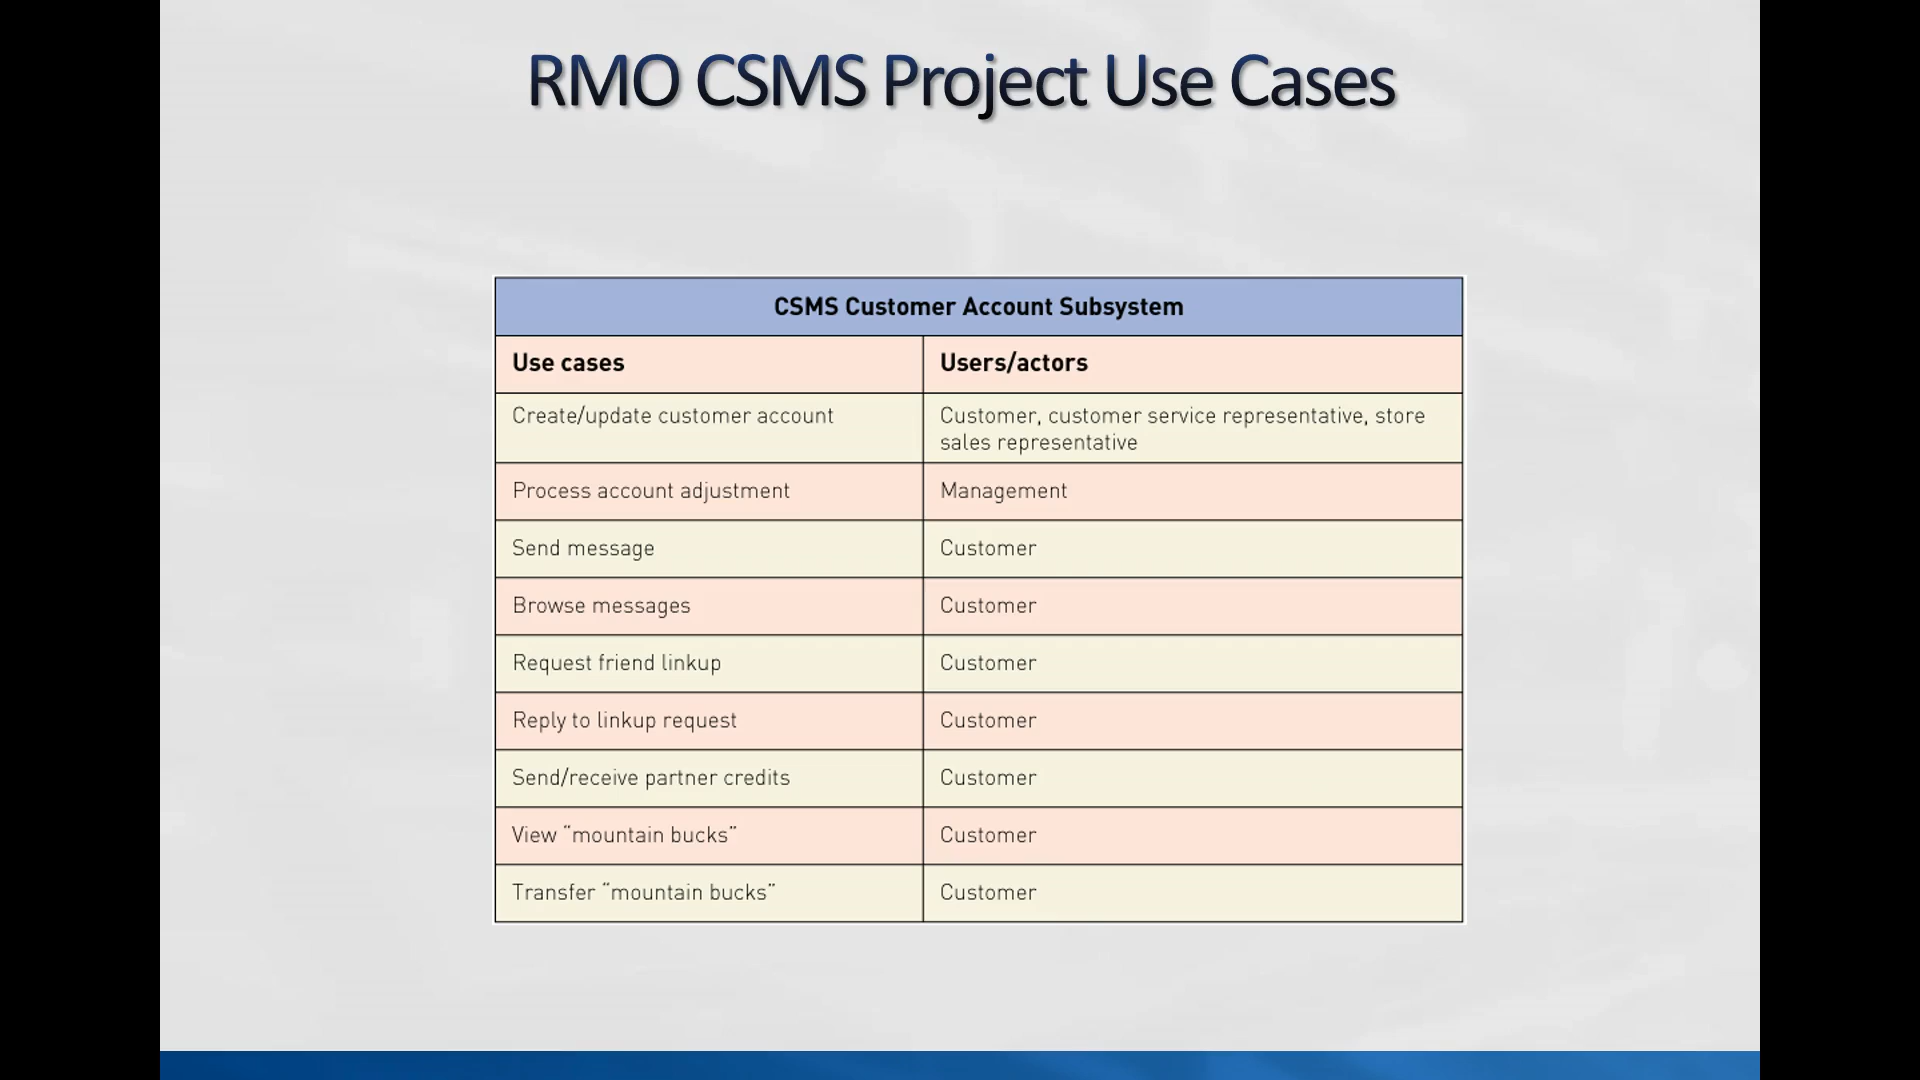 RMO CSMS Project Use Cases
CSMS Customer Account Subsystem
Use cases
Users/actors
Create/update customer account
Customer, customer service representative, store
sales representative
Process account adjustment
Management
Send message
Customer
Browse messages
Customer
Request friend linkup
Customer
Reply to linkup request
Customer
Send/receive partner credits
Customer
View “mountain bucks”
Customer
Transfer “mountain bucks”
Customer